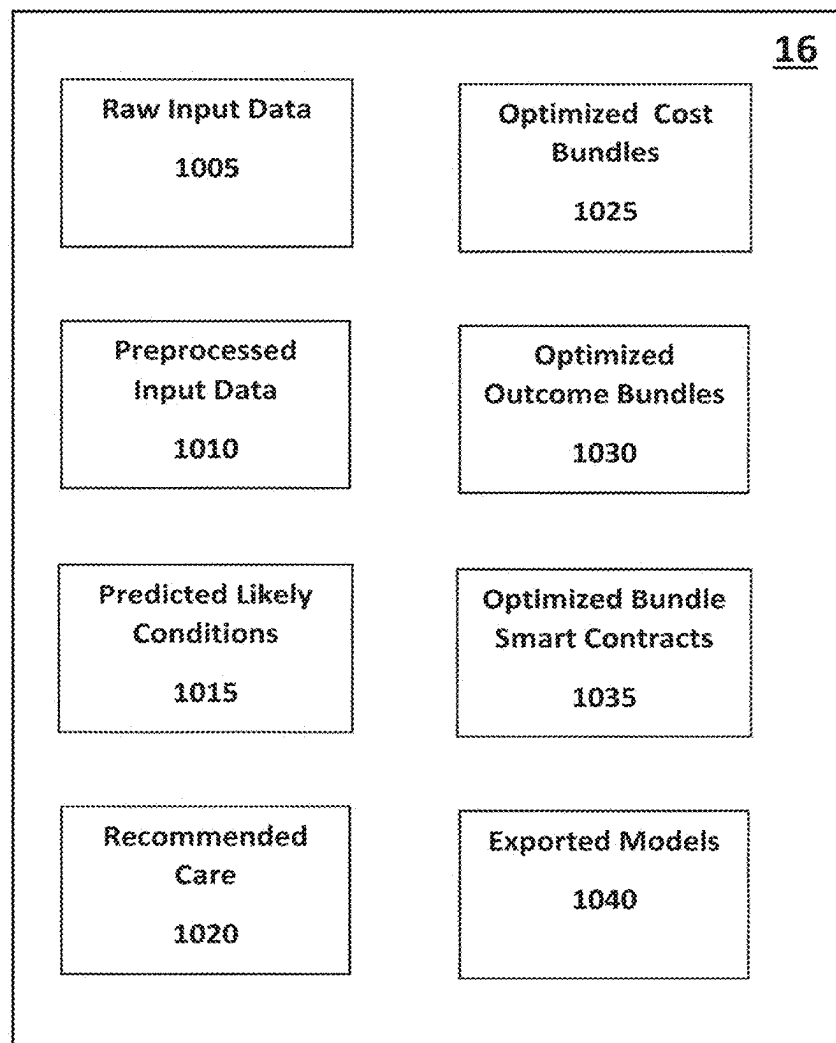 16
Raw Input Data
1005
Optimized Cost
Bundles
1025
Preprocessed
Input Data
1010
Optimized
Outcome Bundles
1030
Predicted Likely
Conditions
1015
Optimized Bundle
Smart Contracts
1035
Recommended
Care
1020
Exported Models
1040